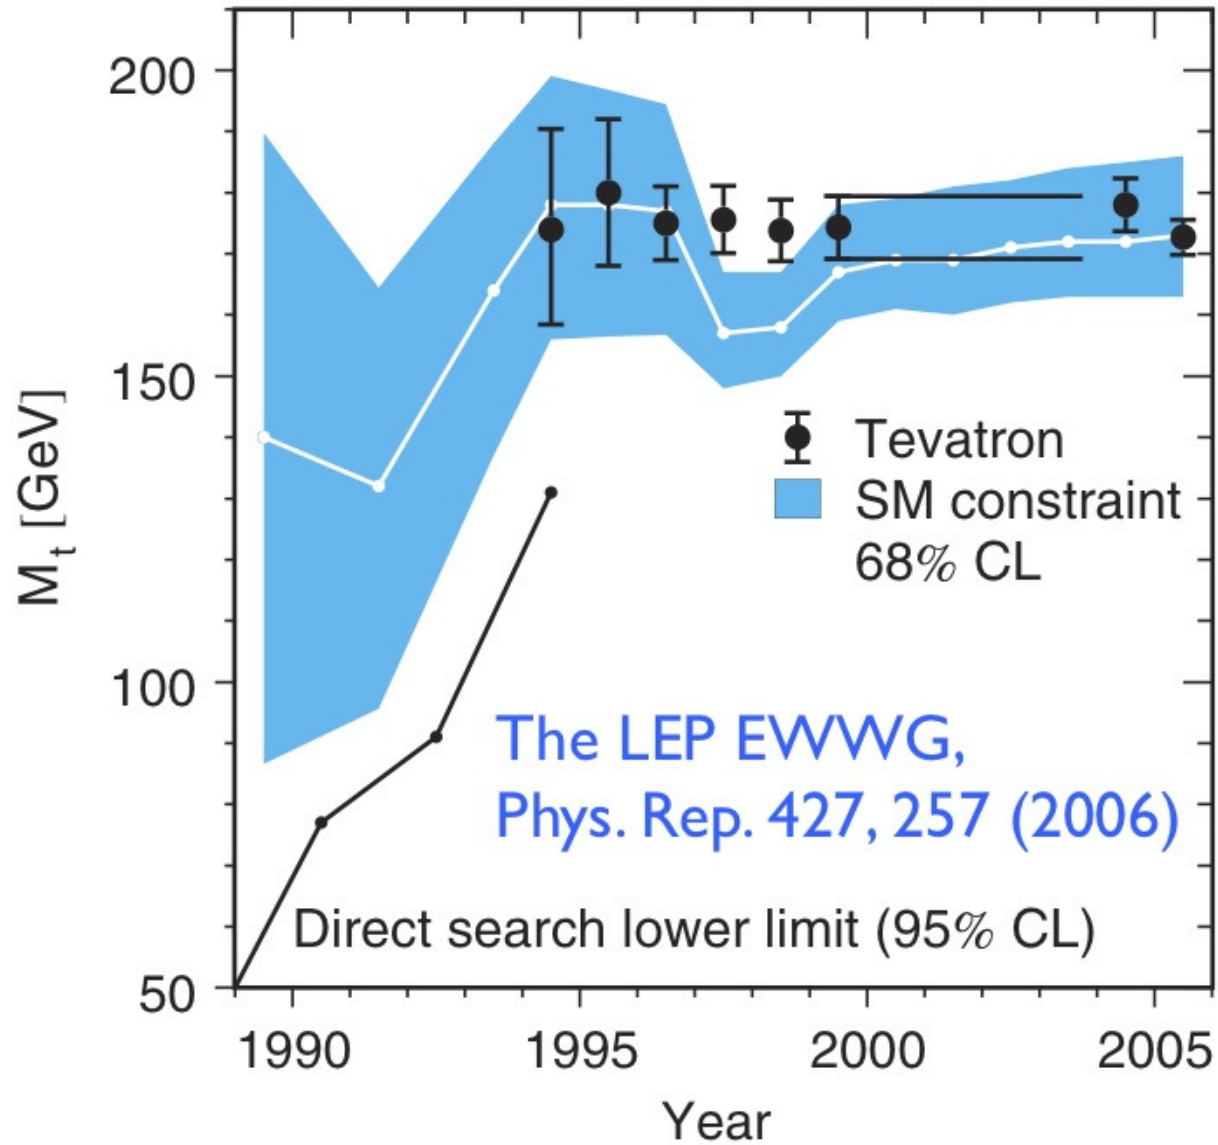 200
150
100
50
M_t [GeV]
Tevatron
SM constraint
68% CL
The LEP EWWG,
Phys. Rep. 427, 257 (2006)
Direct search lower limit (95% CL)
1990 1995 2000 2005
Year